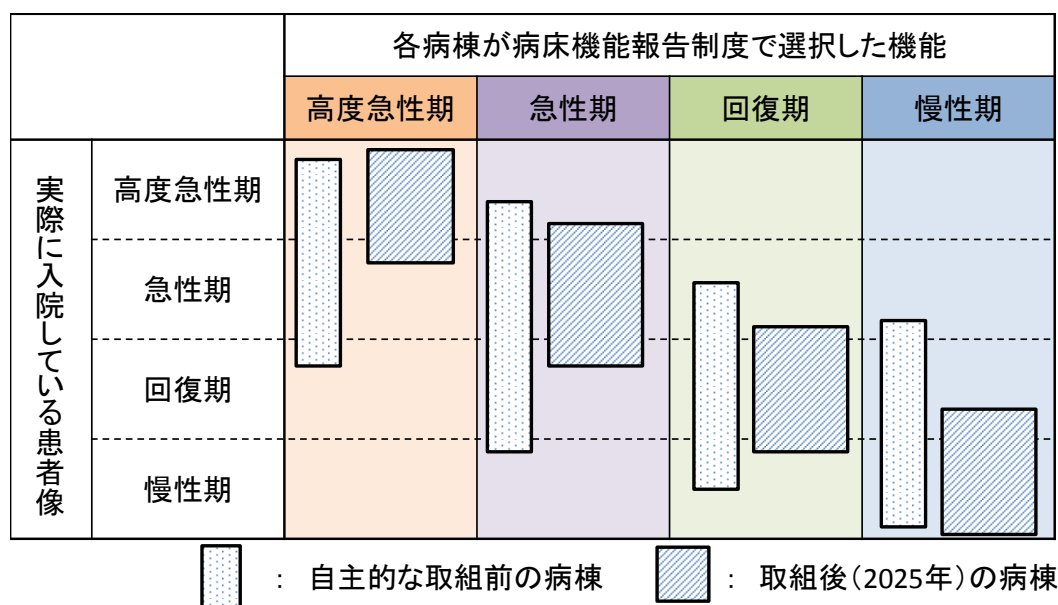 各病棟が病床機能報告制度で選択した機能
高度急性期 急性期 回復期 慢性期
実際に入院している患者像
高度急性期
急性期
回復期
慢性期
： 自主的な取組前の病棟 ： 取組後（2025年）の病棟